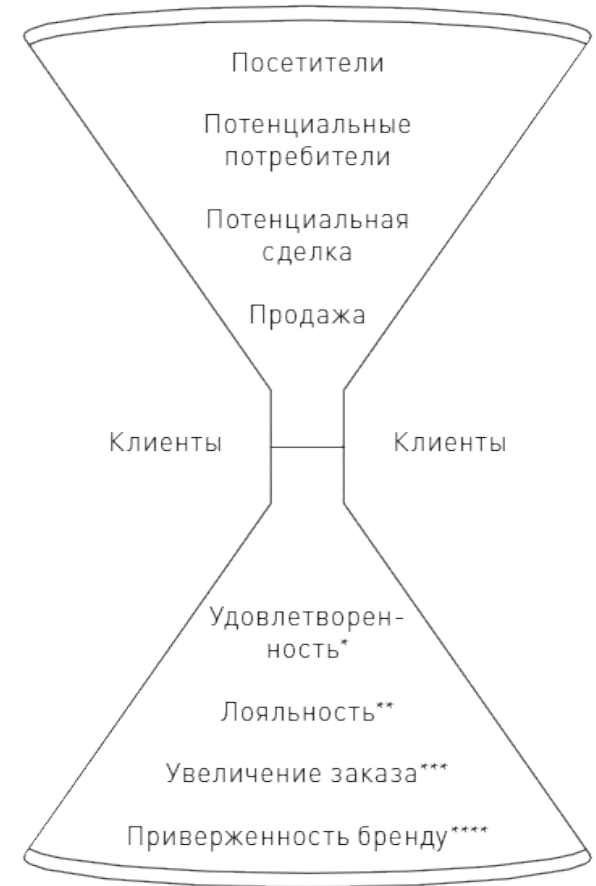 Посетители
Потенциальные
потребители
Потенциальная
сделка
Продажа
Клиенты
Клиенты
Удовлетворен-
ность*
Лояльность**
Увеличение заказа***
Приверженность бренду****